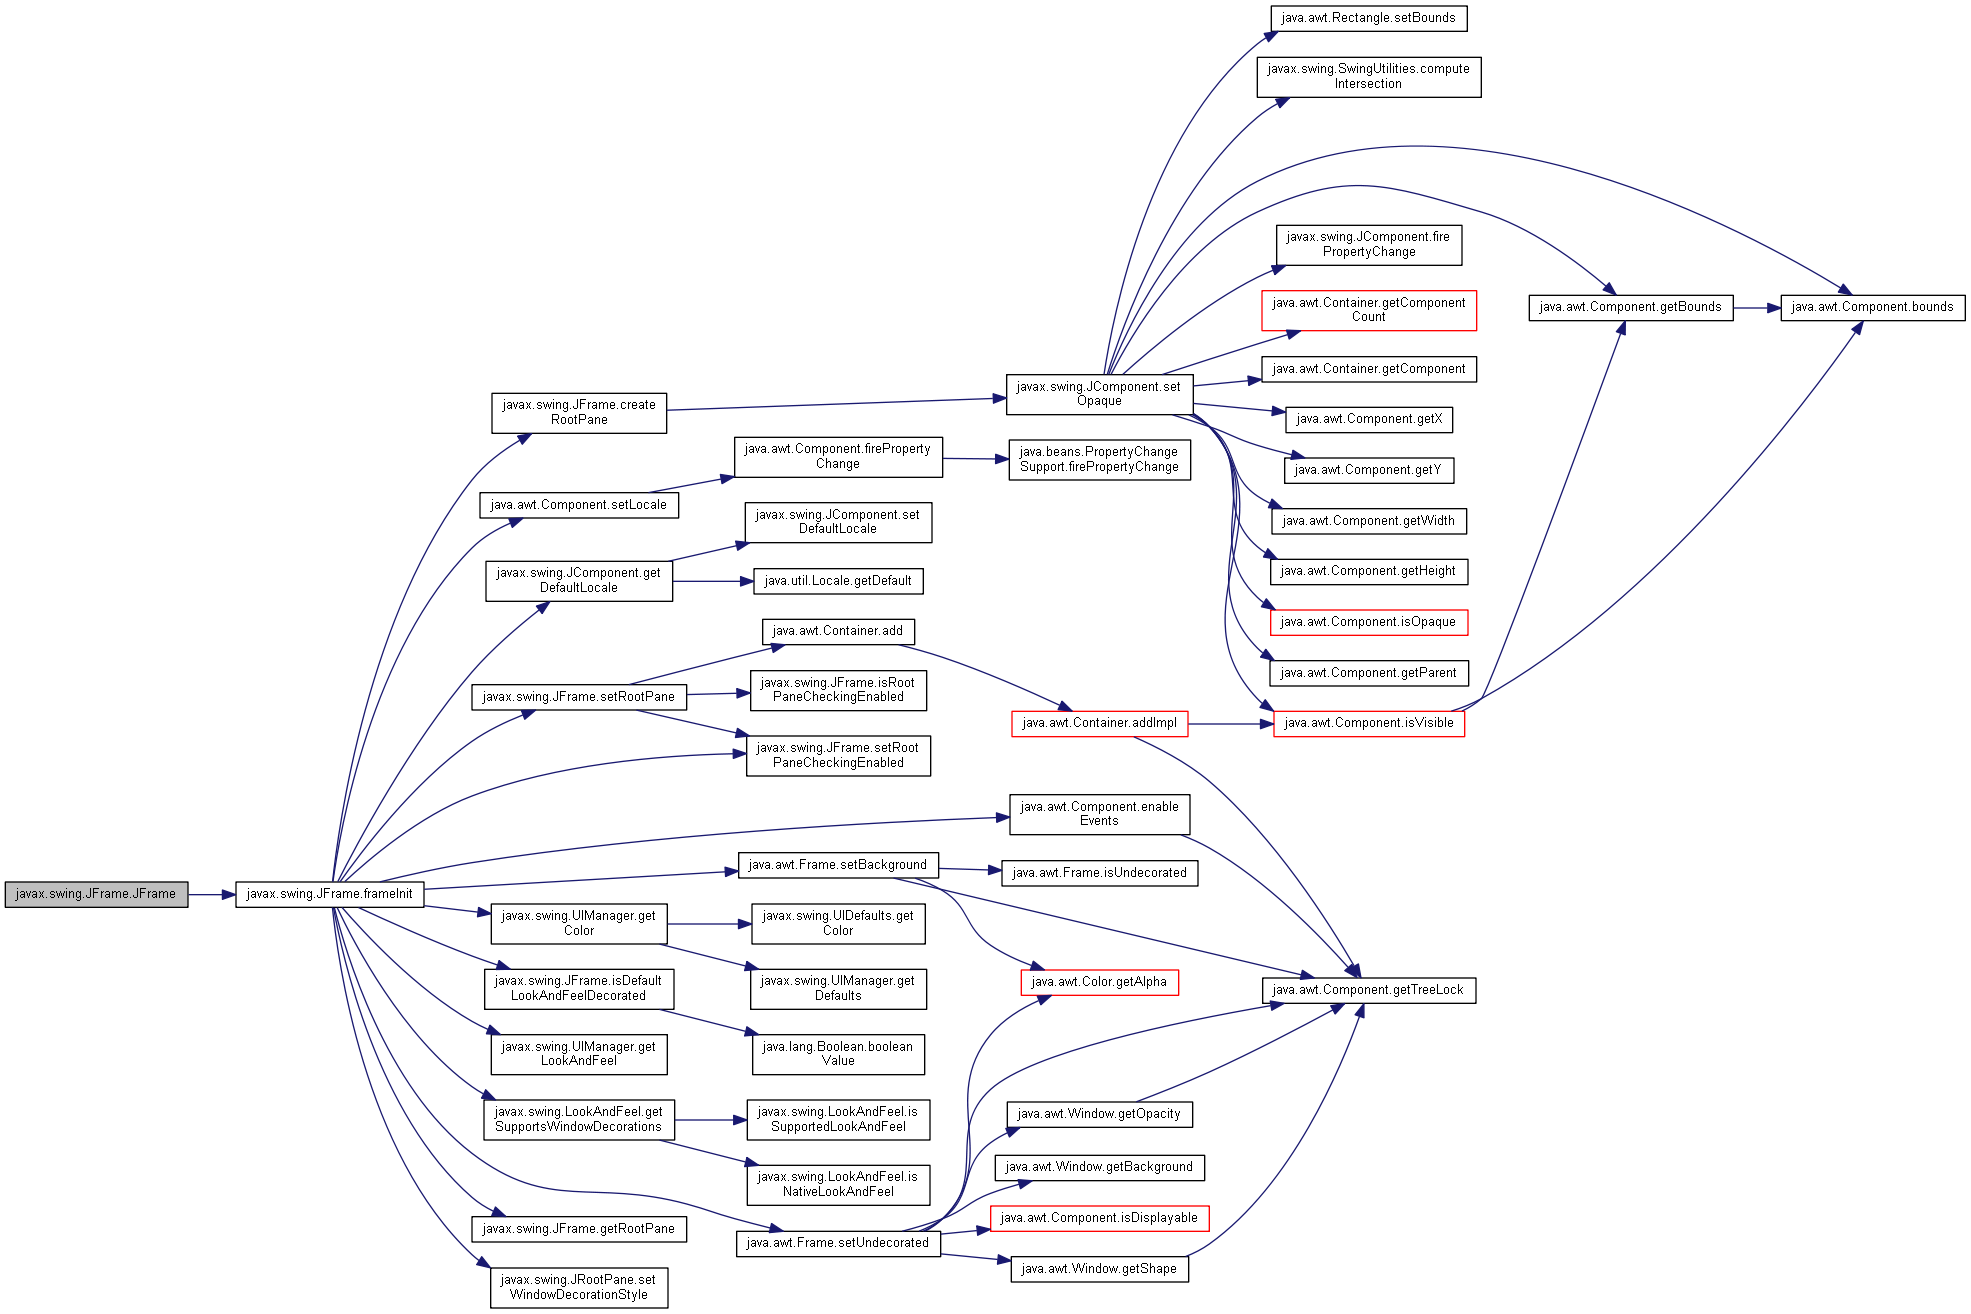 java.awt.Rectangle.setBounds
javax.swing.SwingUtilities.compute
Intersection
javax.swing.JComponent.fire
PropertyChange
java.awt.Container.getComponent
Count
java.awt.Component.getBounds
java.awt.Component.bounds
java.awt.Container.getComponent
javax.swing.JComponent.set
Opaque
javax.swing.JFrame.create
RootPane
java.awt.Component.getX
java.awt.Component.fireProperty
Change
java.beans.PropertyChange
Support.firePropertyChange
java.awt.Component.getY
java.awt.Component.setLocale
javax.swing.JComponent.set
DefaultLocale
java.awt.Component.getWidth
javax.swing.JComponent.get
DefaultLocale
java.util.Locale.getDefault
java.awt.Component.getHeight
java.awt.Container.add
java.awt.Component.isOpaque
javax.swing.JFrame.setRootPane
javax.swing.JFrame.isRoot
PaneCheckingEnabled
java.awt.Component.getParent
java.awt.Container.addImpl
java.awt.Component.isVisible
javax.swing.JFrame.setRoot
PaneCheckingEnabled
java.awt.Component.enable
Events
java.awt.Frame.setBackground
java.awt.Frame.isUndecorated
javax.swing.JFrame.JFrame
javax.swing.JFrame.frameInit
javax.swing.UIManager.get
Color
javax.swing.UIDefaults.get
Color
javax.swing.JFrame.isDefault
LookAndFeelDecorated
javax.swing.UIManager.get
Defaults
java.awt.Color.getAlpha
java.awt.Component.getTreeLock
javax.swing.UIManager.get
LookAndFeel
java.lang.Boolean.boolean
Value
javax.swing.LookAndFeel.get
SupportsWindowDecorations
javax.swing.LookAndFeel.is
SupportedLookAndFeel
java.awt.Window.getOpacity
javax.swing.LookAndFeel.is
NativeLookAndFeel
java.awt.Window.getBackground
javax.swing.JFrame.getRootPane
java.awt.Frame.setUndecorated
java.awt.Component.isDisplayable
java.awt.Window.getShape
javax.swing.JRootPane.set
WindowDecorationStyle